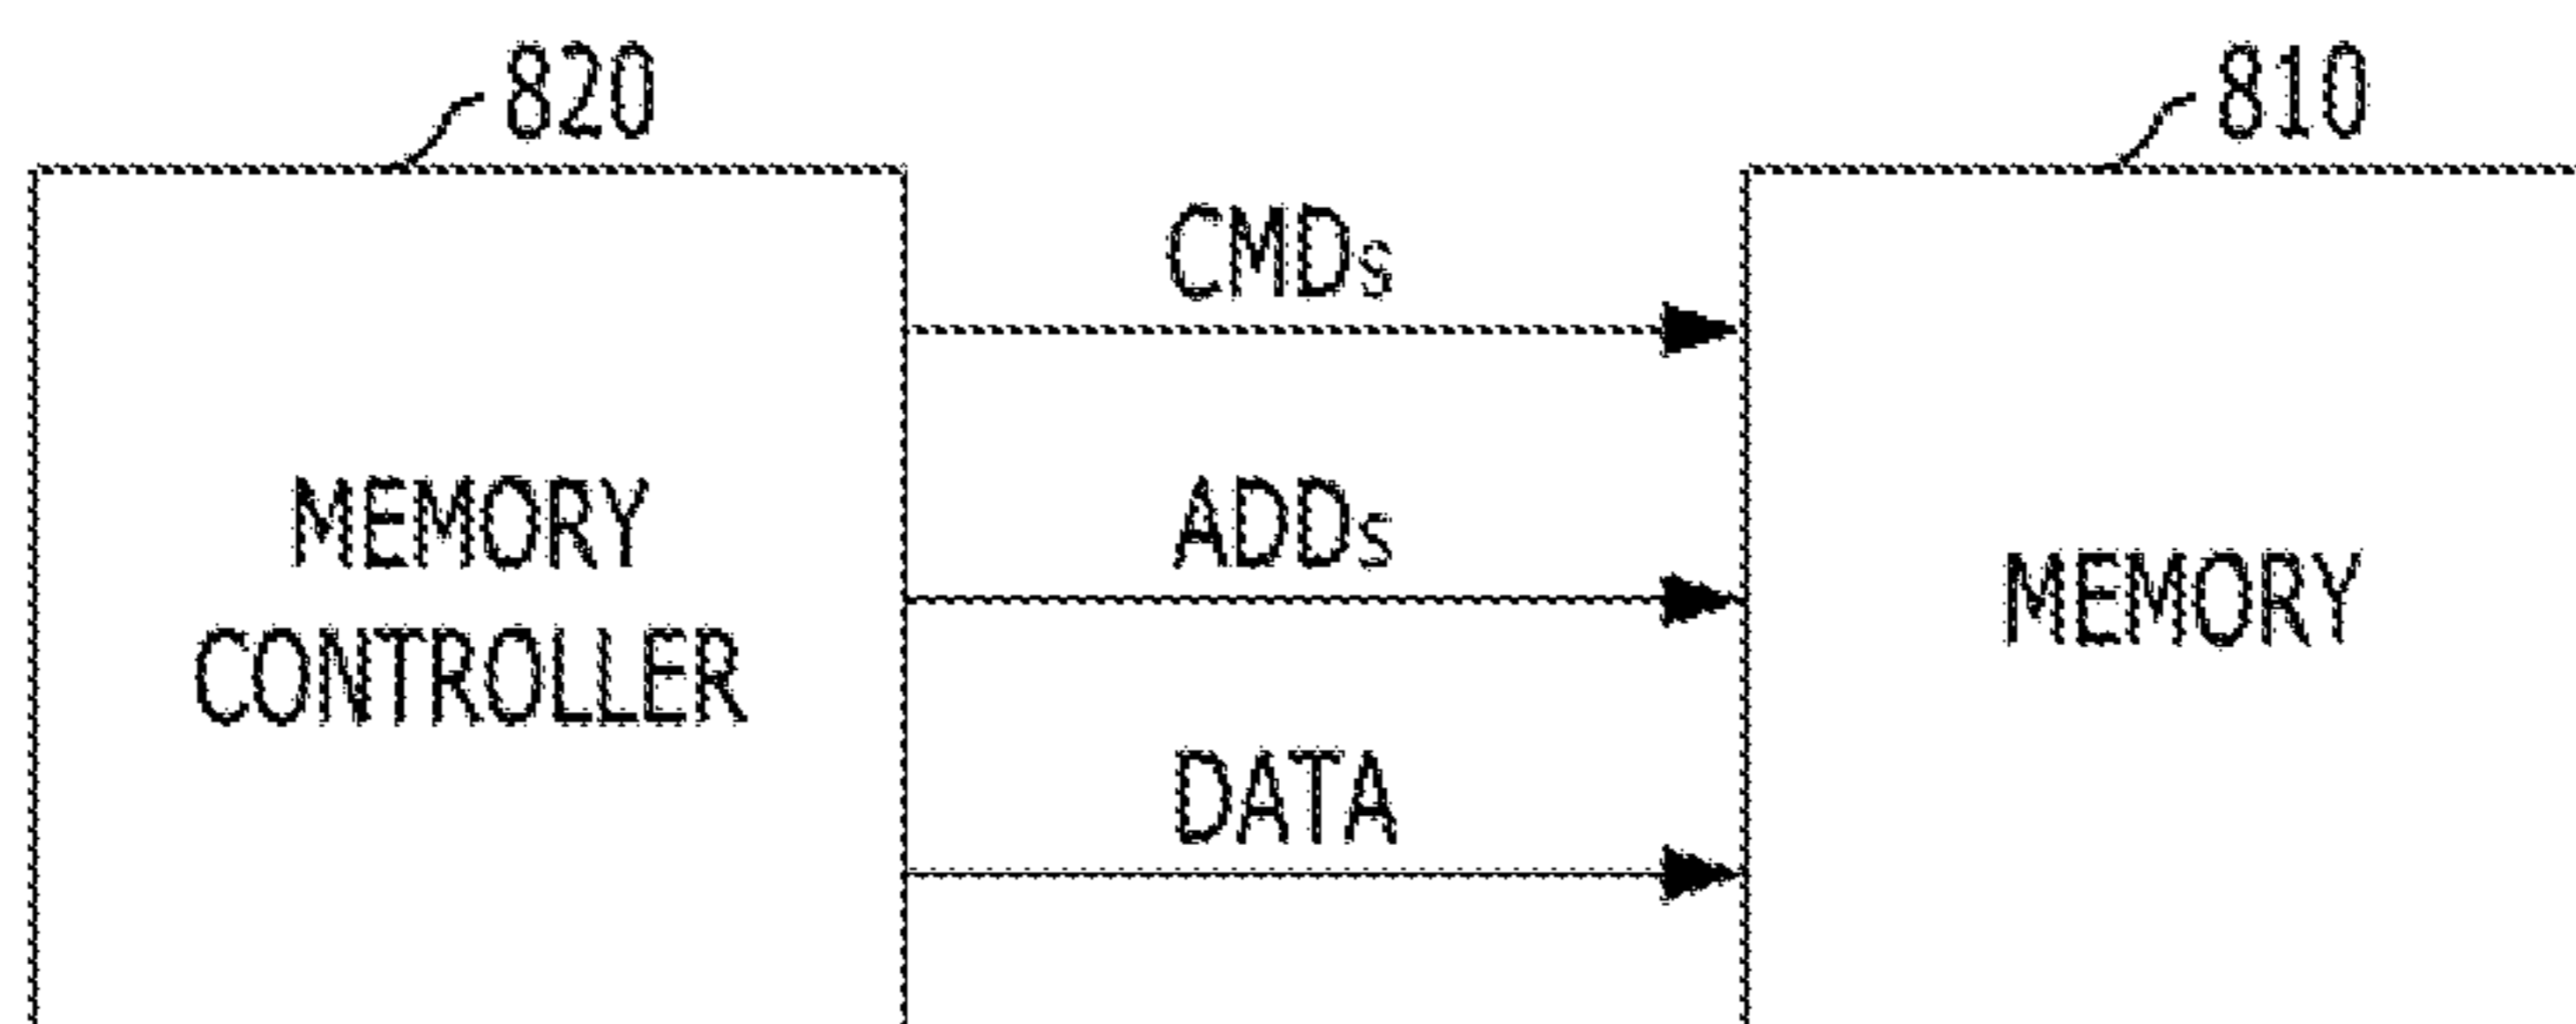 820
810
CMDs
MEMORY
CONTROLLER
ADDs
MEMORY
DATA